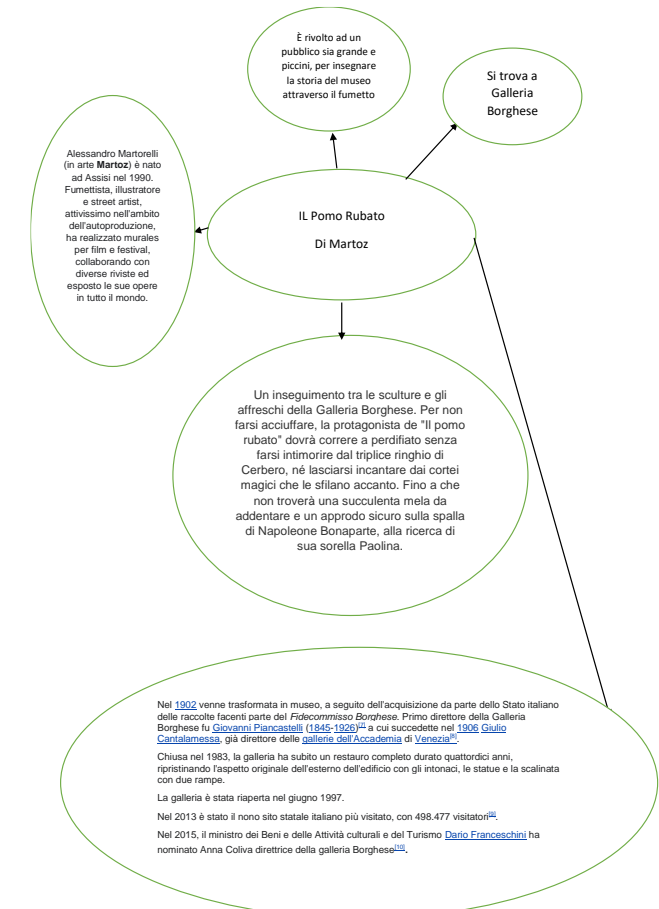 È rivolto ad un
pubblico sia grande e
piccini, per insegnare
la storia del museo
attraverso il fumetto
Si trova a
Galleria
Borghese
Alessandro Martorelli
(in arte Martoz) è nato
ad Assisi nel 1990.
Fumettista, illustratore
e street artist,
attivissimo nell'ambito
dell'autoproduzione,
ha realizzato murales
per film e festival,
collaborando con
diverse riviste ed
esposto le sue opere
in tutto il mondo.
IL Pomo Rubato
Di Martoz
Un inseguimento tra le sculture e gli
affreschi della Galleria Borghese. Per non
farsi acciuffare, la protagonista de "Il pomo
rubato" dovrà correre a perdifiato senza
farsi intimorire dal triplice ringhio di
Cerbero, né lasciarsi incantare dai cortei
magici che le sfilano accanto. Fino a che
non troverà una succulenta mela da
addentare e un approdo sicuro sulla spalla
di Napoleone Bonaparte, alla ricerca di
sua sorella Paolina.
Nel 1902 venne trasformata in museo, a seguito dell'acquisizione da parte dello Stato italiano
delle raccolte facenti parte del Fidecommisso Borghese. Primo direttore della Galleria
Borghese fu Giovanni Piancastelli (1845-1926)[7] a cui succedette nel 1906 Giulio
Cantalamessa, già direttore delle gallerie dell'Accademia di Venezia[8].
Chiusa nel 1983, la galleria ha subito un restauro completo durato quattordici anni,
ripristinando l'aspetto originale dell'esterno dell'edificio con gli intonaci, le statue e la scalinata
con due rampe.
La galleria è stata riaperta nel giugno 1997.
Nel 2013 è stato il nono sito statale italiano più visitato, con 498.477 visitatori[9].
Nel 2015, il ministro dei Beni e delle Attività culturali e del Turismo Dario Franceschini ha
nominato Anna Coliva direttrice della galleria Borghese[10].